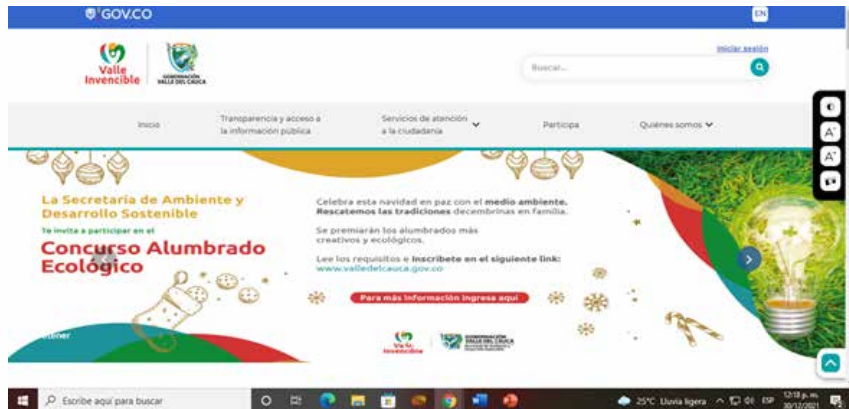 GOV.CO
EN
Iniciar sesión
Valle
Invencible
GOBERNACIÓN
VALLE DEL CAUCA
Buscar...
Inicio
Transparencia y acceso a
la información pública
Servicios de atención
a la ciudadanía
Participa
Quiénes somos
A
A
La Secretaría de Ambiente y
Desarrollo Sostenible
Te invita a participar en el
Concurso Alumbrado
Ecológico
Celebra esta navidad en paz con el medio ambiente.
Rescatemos las tradiciones decembrinas en familia.
Se premiarán los alumbrados más
creativos y ecológicos.
Lee los requisitos e Inscríbete en el siguiente link:
www.valledelcauca.gov.co
Para más información ingresa aquí
Valle
Invencible
GOBERNACIÓN
VALLE DEL CAUCA
Escribe aquí para buscar
25°C Lluvia ligera
ESP
12:18 p. m.
30/12/2021